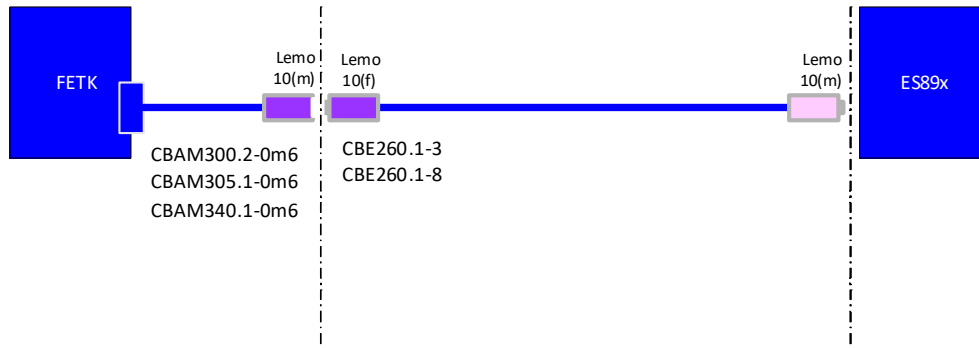 FETK
Lemo
10(m)
Lemo
10(f)
Lemo
10(m)
ES89x
CBAM300.2-0m6
CBAM305.1-0m6
CBAM340.1-0m6
CBE260.1-3
CBE260.1-8